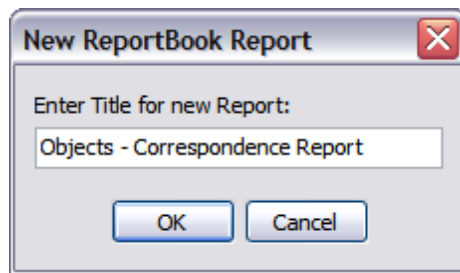 New ReportBook Report
Enter Title for new Report:
Objects - Correspondence Report
OK Cancel